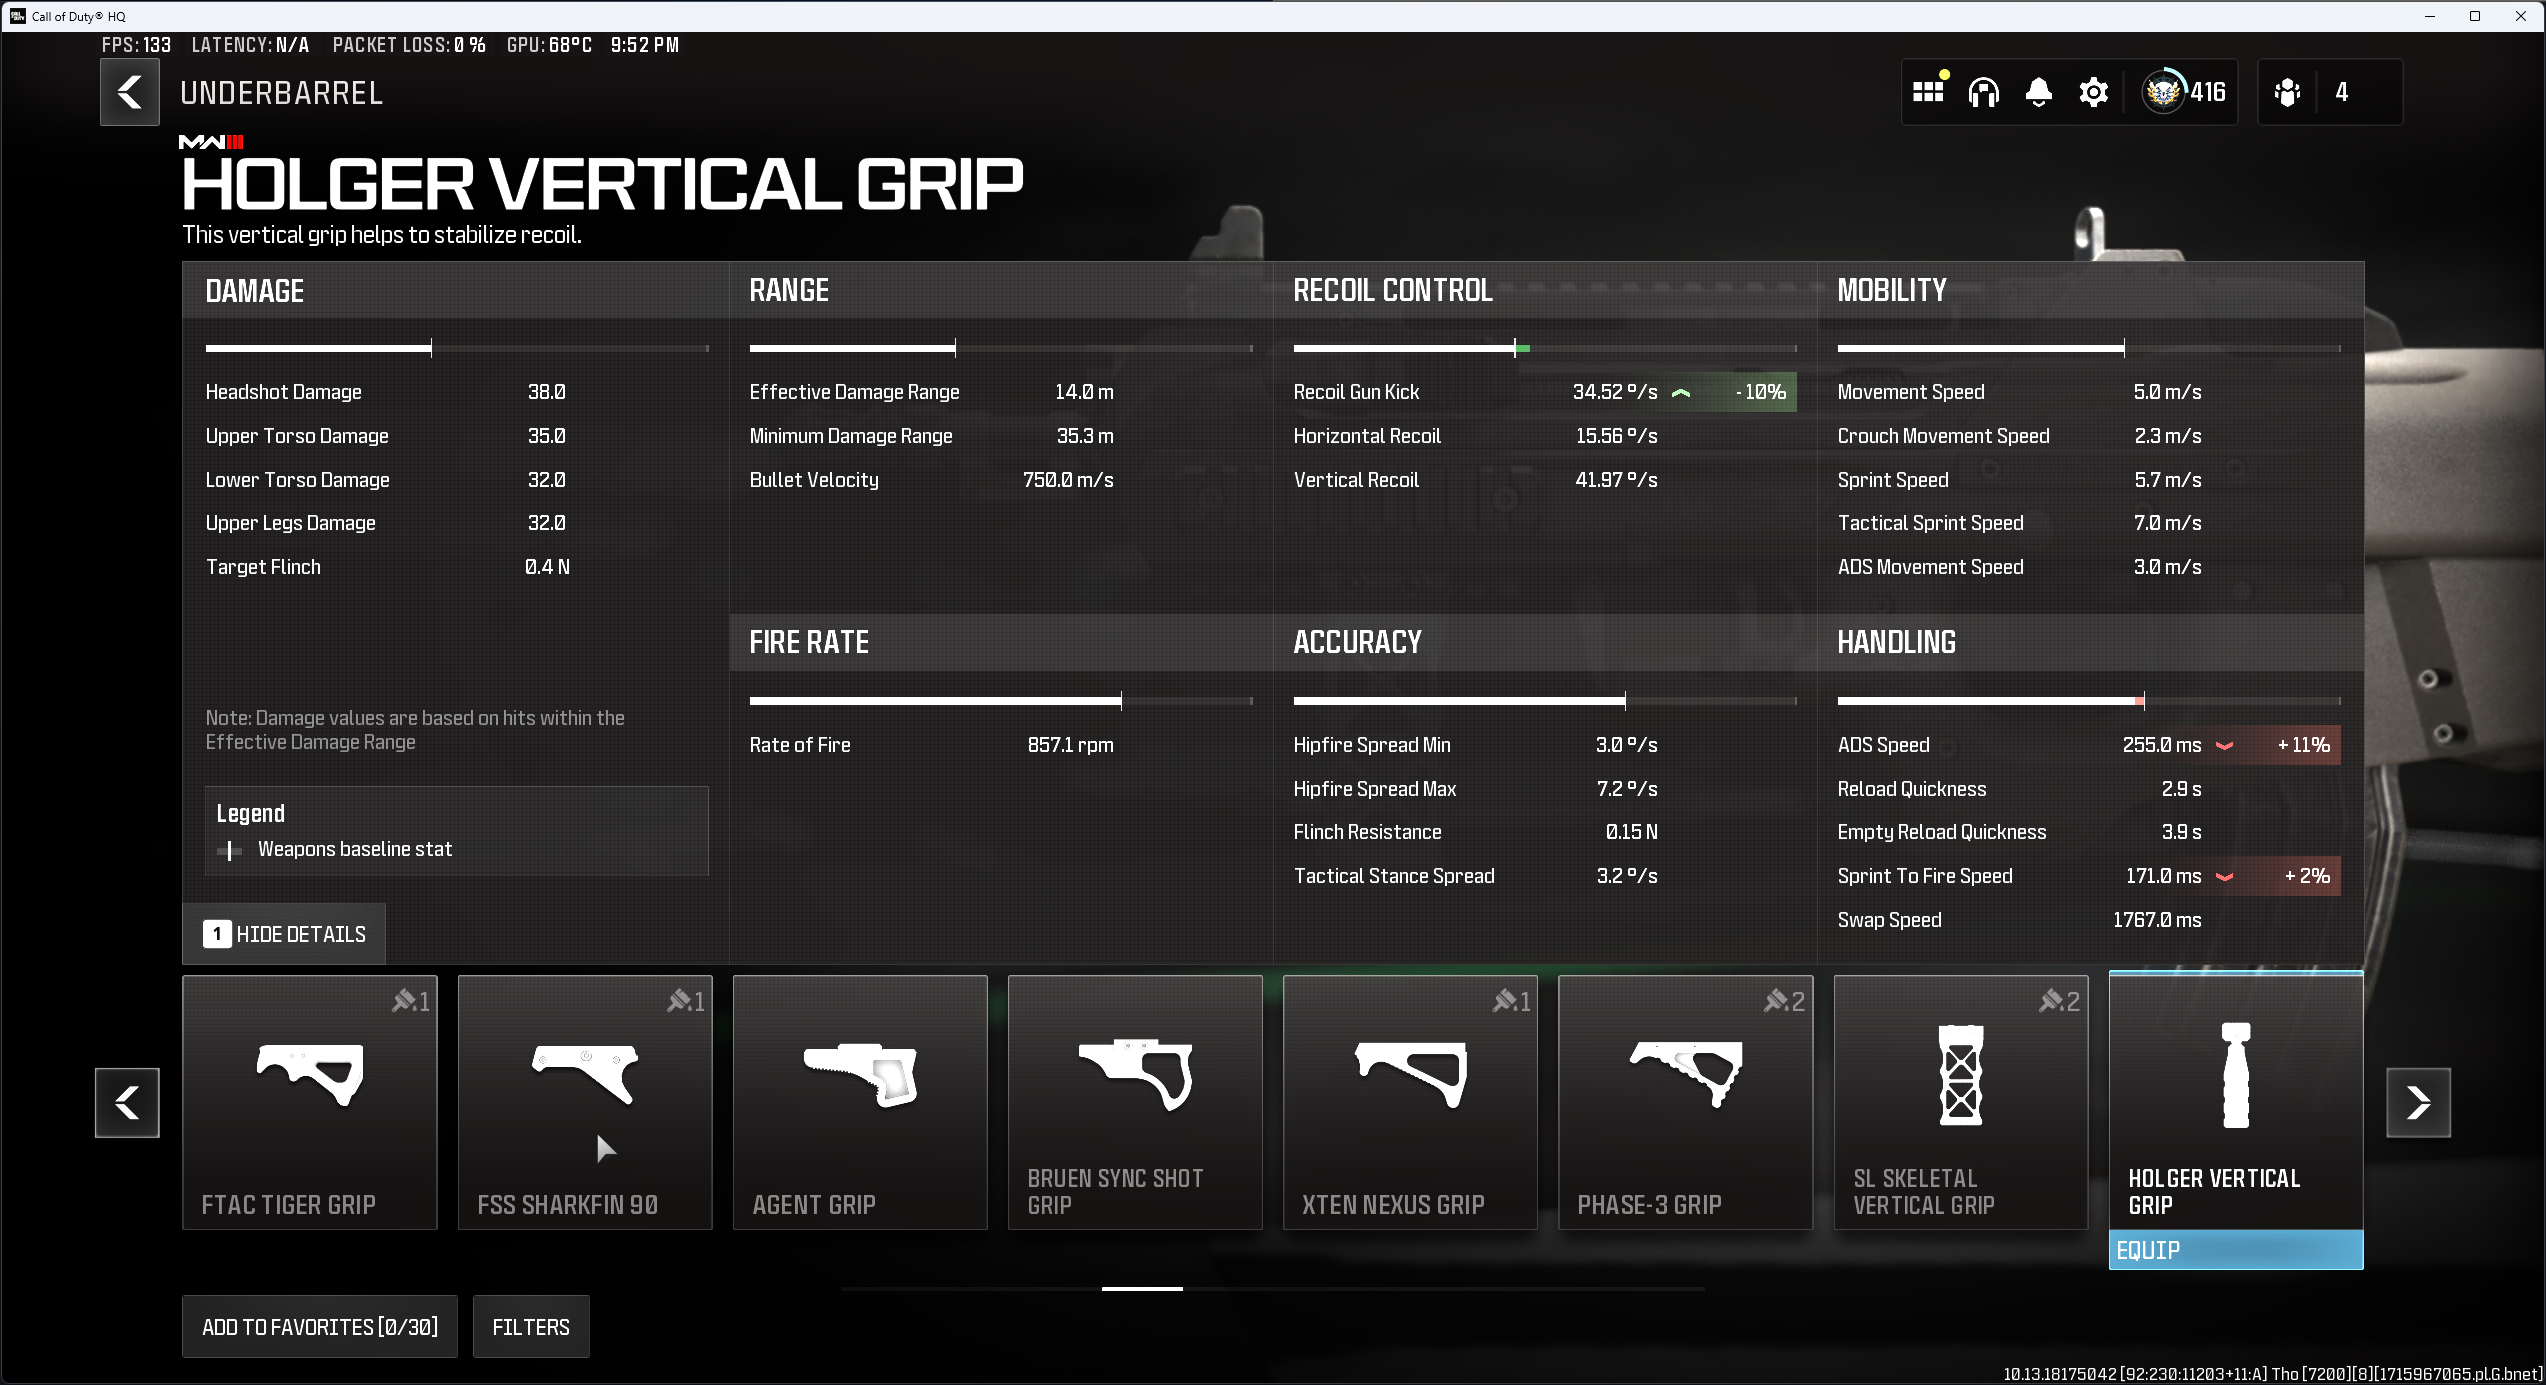 Call of Duty® HQ
FPS: 133 LATENCY: N/A PACKET LOSS: 0 % GPU: 68°C 9:52 PM
UNDERBARREL
416
4
MWIII
HOLGER VERTICAL GRIP
This vertical grip helps to stabilize recoil.
DAMAGE
Headshot Damage 38.0
Upper Torso Damage 35.0
Lower Torso Damage 32.0
Upper Legs Damage 32.0
Target Flinch 0.4 N
Note: Damage values are based on hits within the
Effective Damage Range
Legend
Weapons baseline stat
1 HIDE DETAILS
RANGE
Effective Damage Range 14.0 m
Minimum Damage Range 35.3 m
Bullet Velocity 750.0 m/s
FIRE RATE
Rate of Fire 857.1 rpm
RECOIL CONTROL
Recoil Gun Kick 34.52 º/s - 10%
Horizontal Recoil 15.56 º/s
Vertical Recoil 41.97 º/s
ACCURACY
Hipfire Spread Min 3.0 º/s
Hipfire Spread Max 7.2 º/s
Flinch Resistance 0.15 N
Tactical Stance Spread 3.2 º/s
MOBILITY
Movement Speed 5.0 m/s
Crouch Movement Speed 2.3 m/s
Sprint Speed 5.7 m/s
Tactical Sprint Speed 7.0 m/s
ADS Movement Speed 3.0 m/s
HANDLING
ADS Speed 255.0 ms + 11%
Reload Quickness 2.9 s
Empty Reload Quickness 3.9 s
Sprint To Fire Speed 171.0 ms + 2%
Swap Speed 1767.0 ms
1
FTAC TIGER GRIP
1
FSS SHARKFIN 90
AGENT GRIP
BRUEN SYNC SHOT
GRIP
1
XTEN NEXUS GRIP
2
PHASE-3 GRIP
2
SL SKELETAL
VERTICAL GRIP
HOLGER VERTICAL
GRIP
EQUIP
ADD TO FAVORITES [0/30]
FILTERS
10.13.18175042 [92:230:11203+11:A] Tho [7200][8][1715967065.pl.G.bnet]